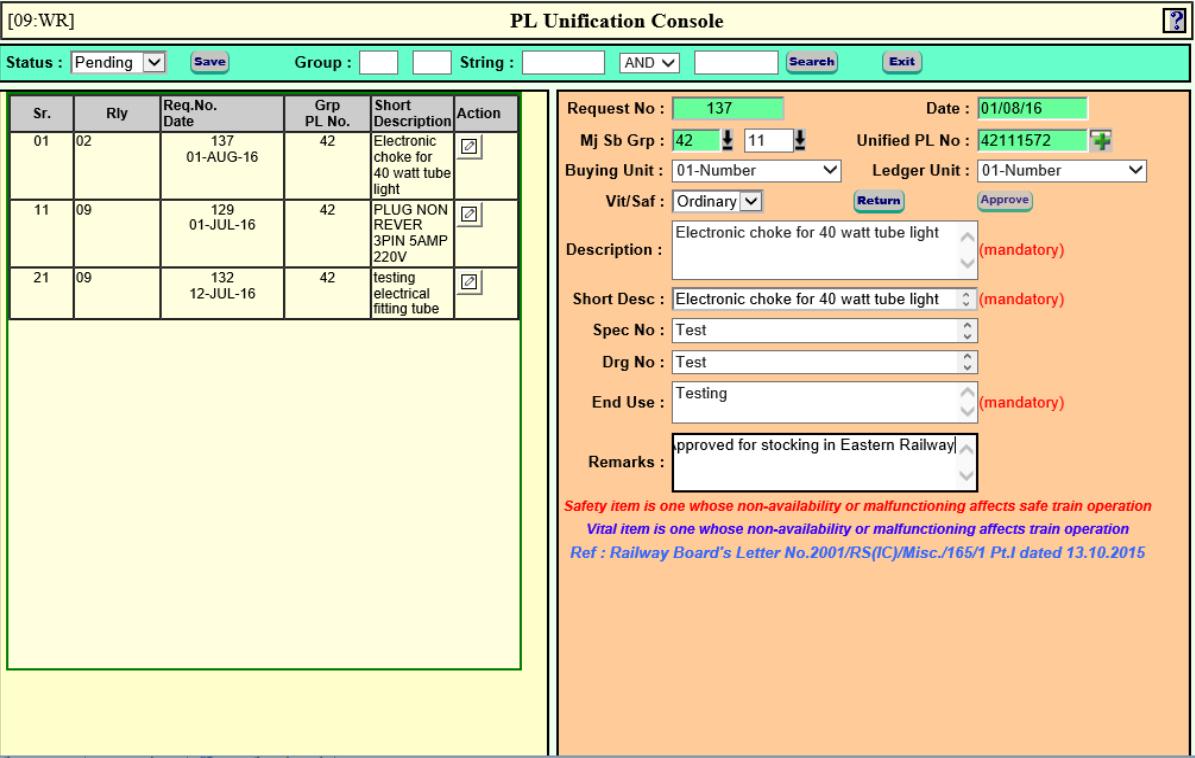 [09:WR]
PL Unification Console
?
Status : Pending Save Group : String : AND Search Exit
Sr. Rly Req.No. Date Grp PL No. Short Description Action
01 02 137 01-AUG-16 42 Electronic choke for 40 watt tube light
11 09 129 01-JUL-16 42 PLUG NON REVER 3PIN 5AMP 220V
21 09 132 12-JUL-16 42 testing electrical fitting tube
Request No : 137 Date : 01/08/16
Mj Sb Grp : 42 11 Unified PL No : 42111572
Buying Unit : 01-Number Ledger Unit : 01-Number
Vit/Saf : Ordinary Return Approve
Description : Electronic choke for 40 watt tube light (mandatory)
Short Desc : Electronic choke for 40 watt tube light (mandatory)
Spec No : Test
Drg No : Test
End Use : Testing (mandatory)
Remarks : pproved for stocking in Eastern Railway
Safety item is one whose non-availability or malfunctioning affects safe train operation
Vital item is one whose non-availability or malfunctioning affects train operation
Ref : Railway Board's Letter No.2001/RS(IC)/Misc./165/1 Pt.I dated 13.10.2015